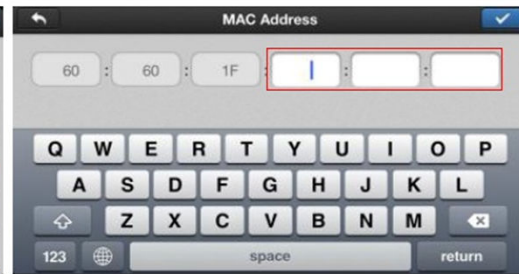 MAC Address
60 : 60 : 1F : : :
Q W E R T Y U I O P
A S D F G H J K L
Z X C V B N M
123 space return